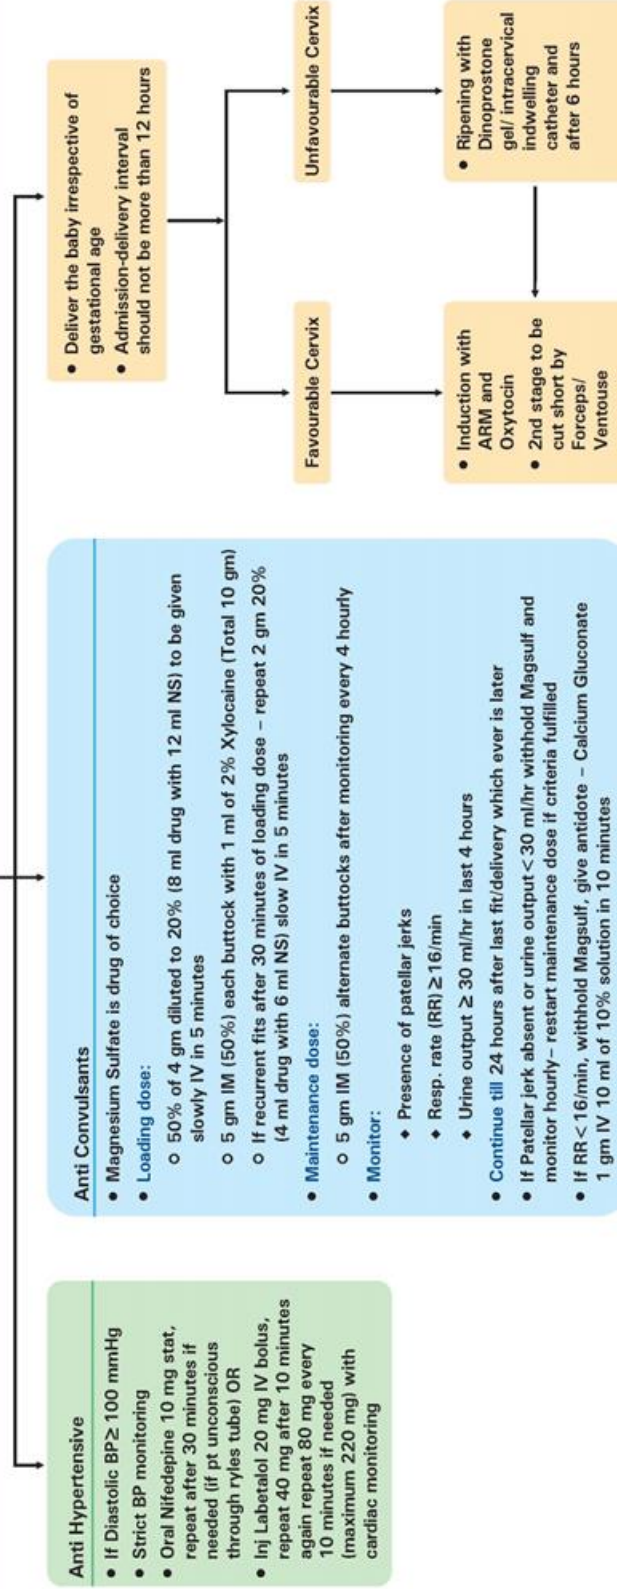 Anti Hypertensive
• If Diastolic BP≥ 100 mmHg
• Strict BP monitoring
• Oral Nifedepine 10 mg stat,
repeat after 30 minutes if
needed (if pt unconscious
through ryles tube) OR
• Inj Labetalol 20 mg IV bolus,
repeat 40 mg after 10 minutes
again repeat 80 mg every
10 minutes if needed
(maximum 220 mg) with
cardiac monitoring
Anti Convulsants
• Magnesium Sulfate is drug of choice
• Loading dose:
o 50% of 4 gm diluted to 20% (8 ml drug with 12 ml NS) to be given
slowly IV in 5 minutes
o 5 gm IM (50%) each buttock with 1 ml of 2% Xylocaine (Total 10 gm)
o If recurrent fits after 30 minutes of loading dose – repeat 2 gm 20%
(4 ml drug with 6 ml NS) slow IV in 5 minutes
• Maintenance dose:
o 5 gm IM (50%) alternate buttocks after monitoring every 4 hourly
• Monitor:
◆ Presence of patellar jerks
◆ Resp. rate (RR) ≥ 16/min
◆ Urine output ≥ 30 ml/hr in last 4 hours
• Continue till 24 hours after last fit/delivery which ever is later
• If Patellar jerk absent or urine output< 30 ml/hr withhold Magsulf and
monitor hourly– restart maintenance dose if criteria fulfilled
• If RR< 16/min, withhold Magsulf, give antidote – Calcium Gluconate
1 gm IV 10 ml of 10% solution in 10 minutes
• Deliver the baby irrespective of
gestational age
• Admission-delivery interval
should not be more than 12 hours
Favourable Cervix
• Induction with
ARM and
Oxytocin
• 2nd stage to be
cut short by
Forceps/
Ventouse
Unfavourable Cervix
• Ripening with
Dinoprostone
gel/ intracervical
indwelling
catheter and
after 6 hours